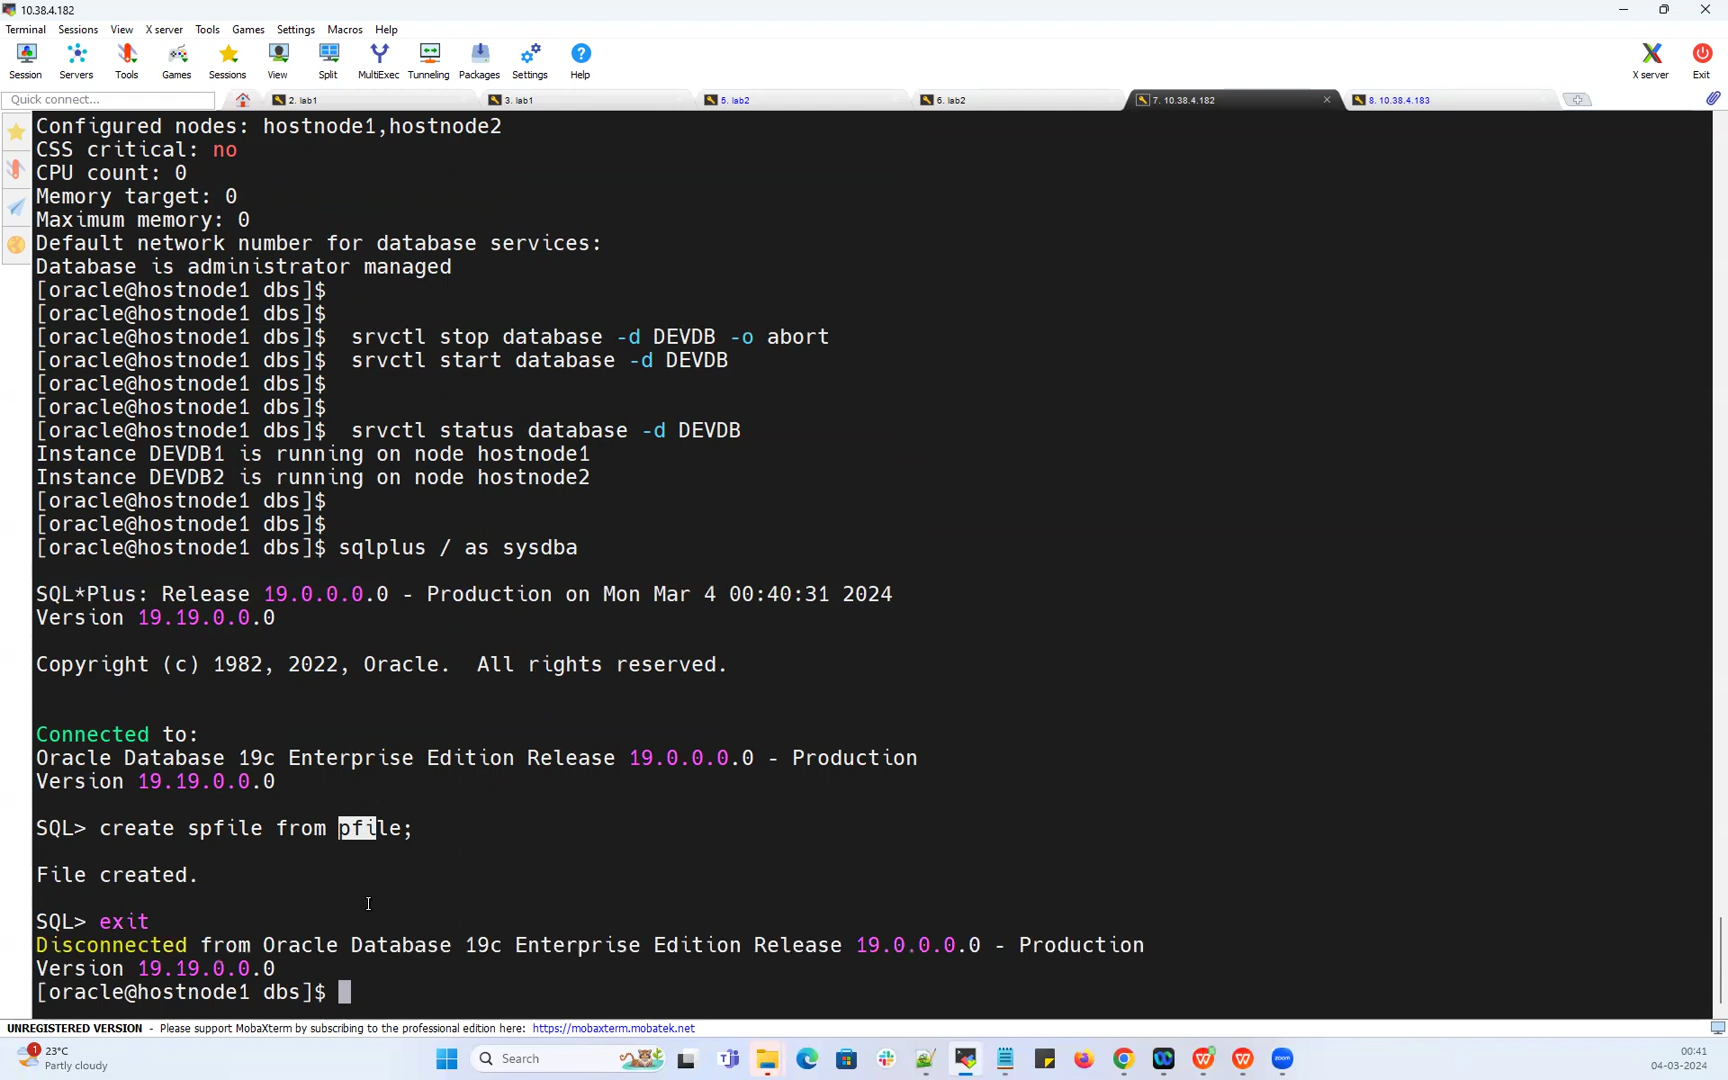 10.38.4.182
Terminal Sessions View X server Tools Games Settings Macros Help
Session Servers Tools Games Sessions View Split MultiExec Tunneling Packages Settings Help X server Exit
Quick connect... 2. lab1 3. lab1 5. lab2 6. lab2 7. 10.38.4.182 8. 10.38.4.183
Configured nodes: hostnode1,hostnode2
CSS critical: no
CPU count: 0
Memory target: 0
Maximum memory: 0
Default network number for database services:
Database is administrator managed
[oracle@hostnode1 dbs]$
[oracle@hostnode1 dbs]$
[oracle@hostnode1 dbs]$  srvctl stop database -d DEVDB -o abort
[oracle@hostnode1 dbs]$  srvctl start database -d DEVDB
[oracle@hostnode1 dbs]$
[oracle@hostnode1 dbs]$
[oracle@hostnode1 dbs]$  srvctl status database -d DEVDB
Instance DEVDB1 is running on node hostnode1
Instance DEVDB2 is running on node hostnode2
[oracle@hostnode1 dbs]$
[oracle@hostnode1 dbs]$
[oracle@hostnode1 dbs]$ sqlplus / as sysdba
SQL*Plus: Release 19.0.0.0.0 - Production on Mon Mar 4 00:40:31 2024
Version 19.19.0.0.0
Copyright (c) 1982, 2022, Oracle.  All rights reserved.
Connected to:
Oracle Database 19c Enterprise Edition Release 19.0.0.0.0 - Production
Version 19.19.0.0.0
SQL> create spfile from pfile;
File created.
SQL> exit
Disconnected from Oracle Database 19c Enterprise Edition Release 19.0.0.0.0 - Production
Version 19.19.0.0.0
[oracle@hostnode1 dbs]$
UNREGISTERED VERSION - Please support MobaXterm by subscribing to the professional edition here: https://mobaxterm.mobatek.net
1 23°C
Partly cloudy
Search
zoom
00:41
04-03-2024